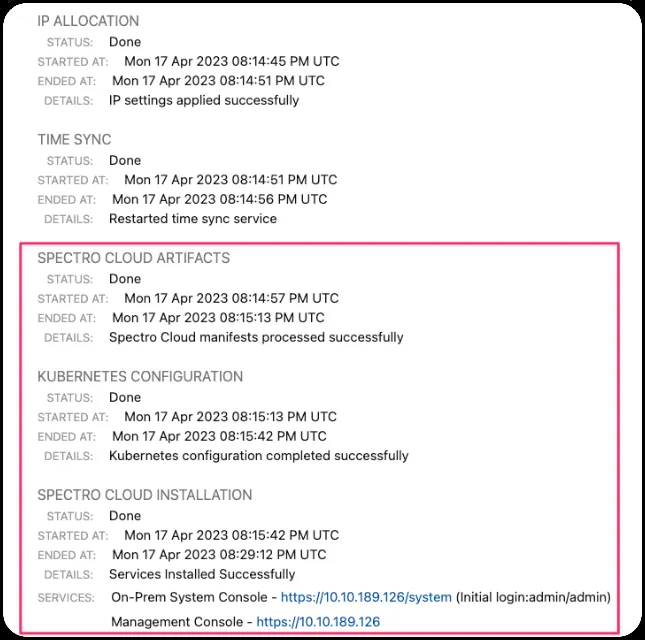 IP ALLOCATION
STATUS: Done
STARTED AT: Mon 17 Apr 2023 08:14:45 PM UTC
ENDED AT: Mon 17 Apr 2023 08:14:51 PM UTC
DETAILS: IP settings applied successfully
TIME SYNC
STATUS: Done
STARTED AT: Mon 17 Apr 2023 08:14:51 PM UTC
ENDED AT: Mon 17 Apr 2023 08:14:56 PM UTC
DETAILS: Restarted time sync service
SPECTRO CLOUD ARTIFACTS
STATUS: Done
STARTED AT: Mon 17 Apr 2023 08:14:57 PM UTC
ENDED AT: Mon 17 Apr 2023 08:15:13 PM UTC
DETAILS: Spectro Cloud manifests processed successfully
KUBERNETES CONFIGURATION
STATUS: Done
STARTED AT: Mon 17 Apr 2023 08:15:13 PM UTC
ENDED AT: Mon 17 Apr 2023 08:15:42 PM UTC
DETAILS: Kubernetes configuration completed successfully
SPECTRO CLOUD INSTALLATION
STATUS: Done
STARTED AT: Mon 17 Apr 2023 08:15:42 PM UTC
ENDED AT: Mon 17 Apr 2023 08:29:12 PM UTC
DETAILS: Services Installed Successfully
SERVICES: On-Prem System Console - https://10.10.189.126/system (Initial login:admin/admin)
Management Console - https://10.10.189.126